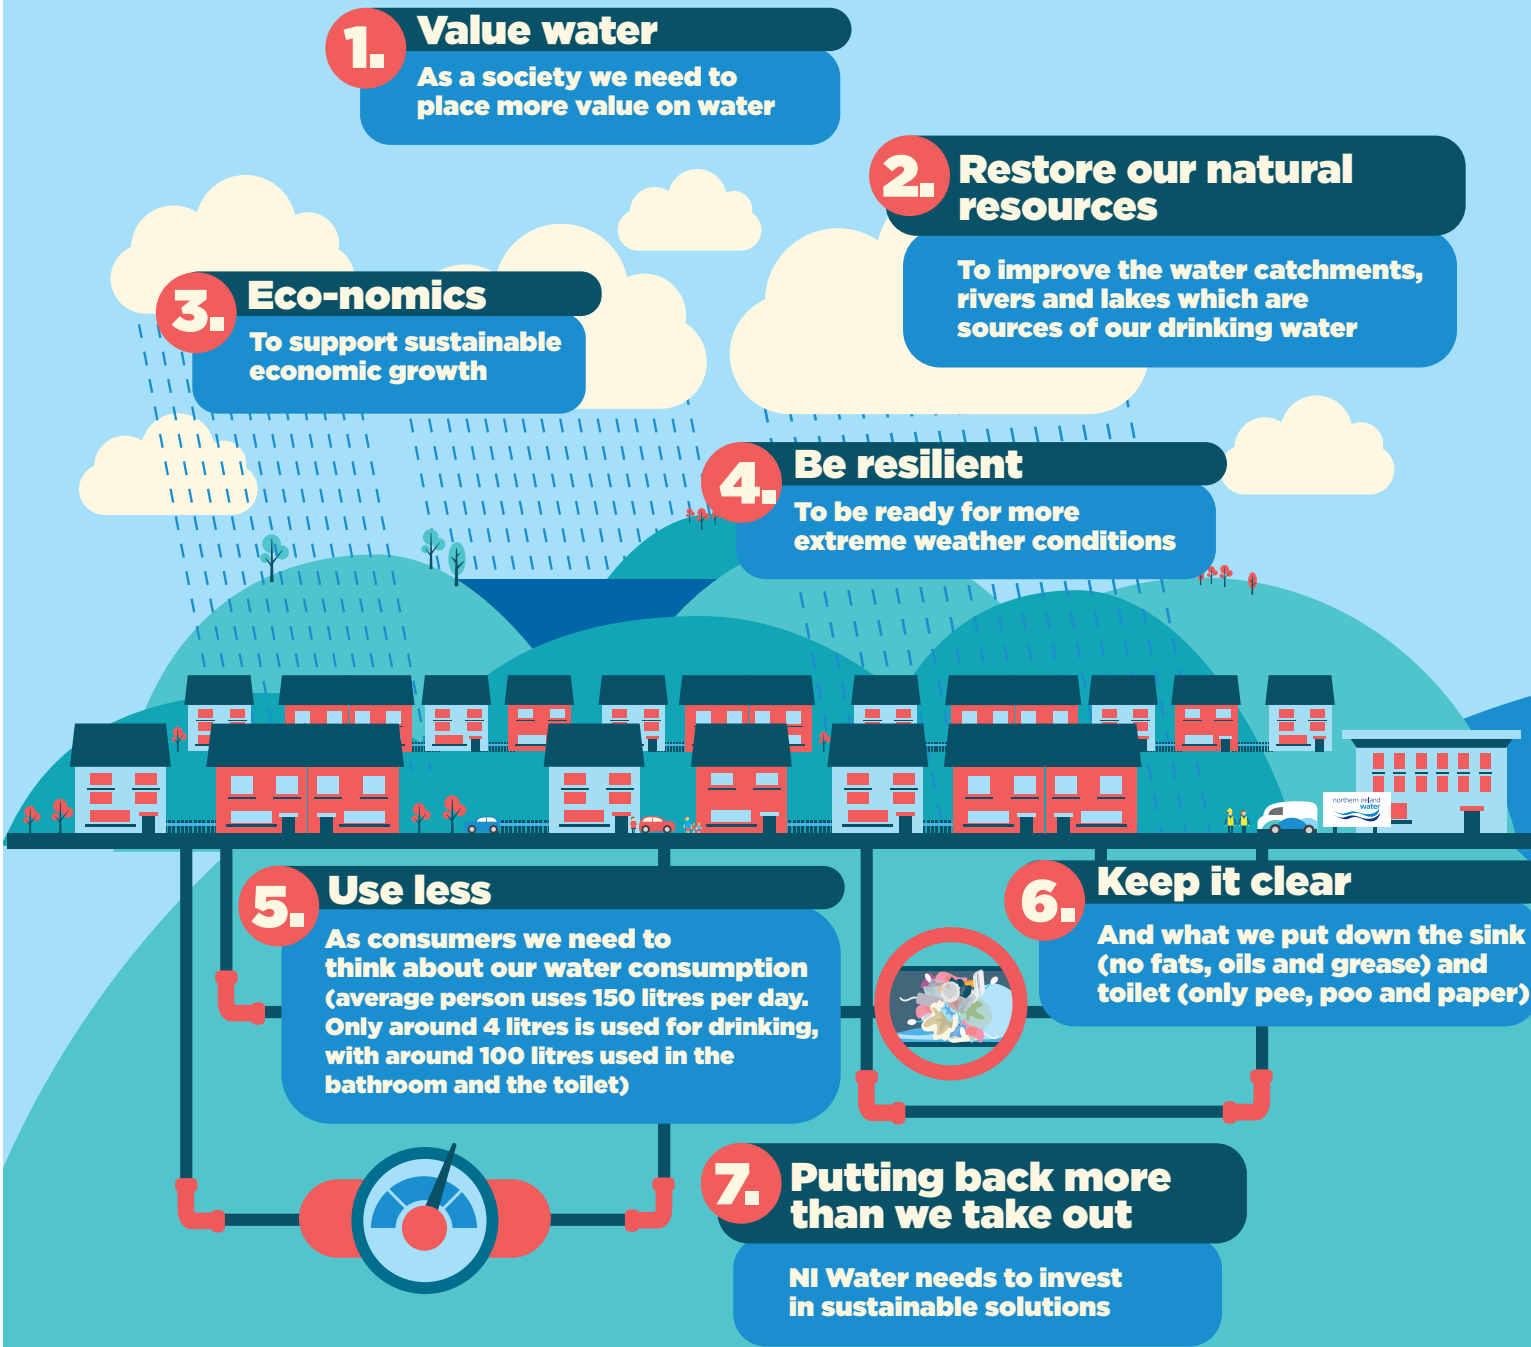 1.
Value water
As a society we need to
place more value on water
2.
Restore our natural
resources
To improve the water catchments,
rivers and lakes which are
sources of our drinking water
3.
Eco-nomics
To support sustainable
economic growth
4.
Be resilient
To be ready for more
extreme weather conditions
northern ireland
water
5.
Use less
As consumers we need to
think about our water consumption
(average person uses 150 litres per day.
Only around 4 litres is used for drinking,
with around 100 litres used in the
bathroom and the toilet)
6.
Keep it clear
And what we put down the sink
(no fats, oils and grease) and
toilet (only pee, poo and paper)
7.
Putting back more
than we take out
NI Water needs to invest
in sustainable solutions